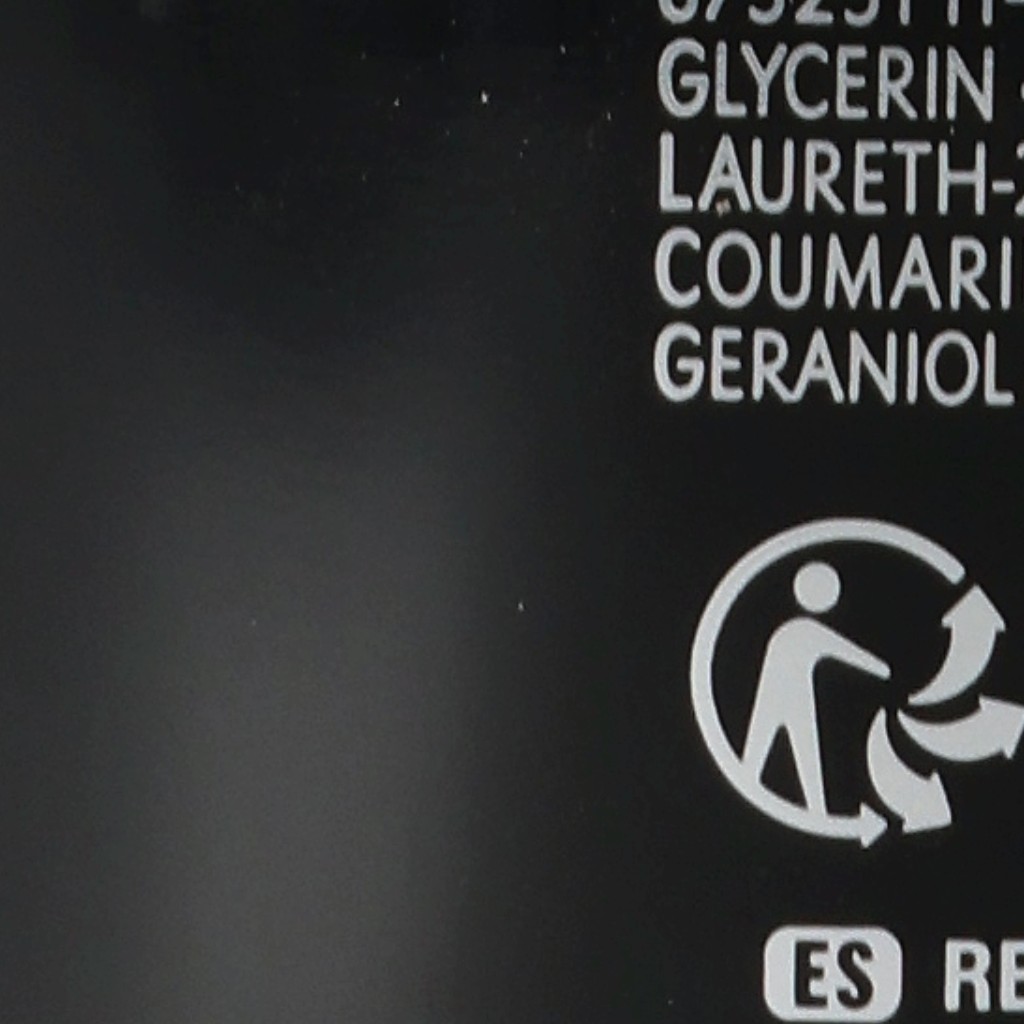 GLYCERIN
LAURETH-
COUMARI
GERANIOL
ES RE